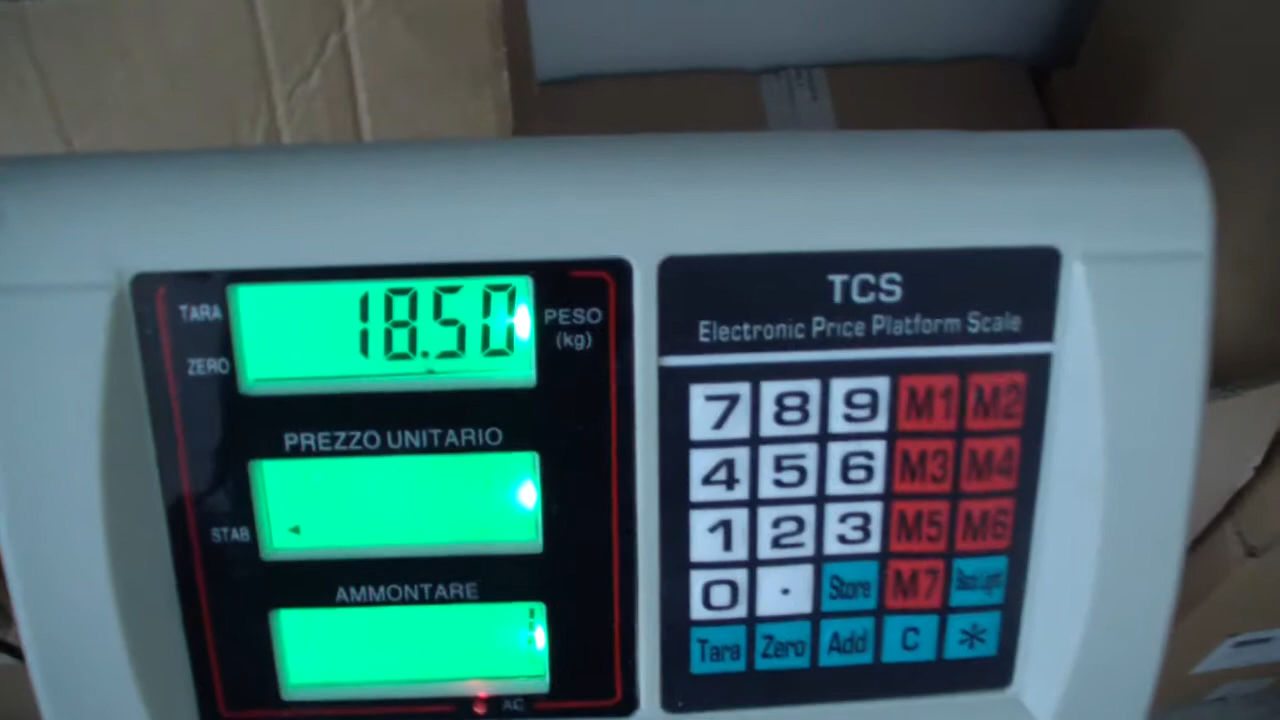 TARA
18.50
PESO
(kg)
ZERO
PREZZO UNITARIO
STAB
AMMONTARE
AC
TCS
Electronic Price Platform Scale
7 8 9 M1 M2
4 5 6 M3 M4
1 2 3 M5 M6
0 . Store M7 Back Light
Tara Zero Add C *